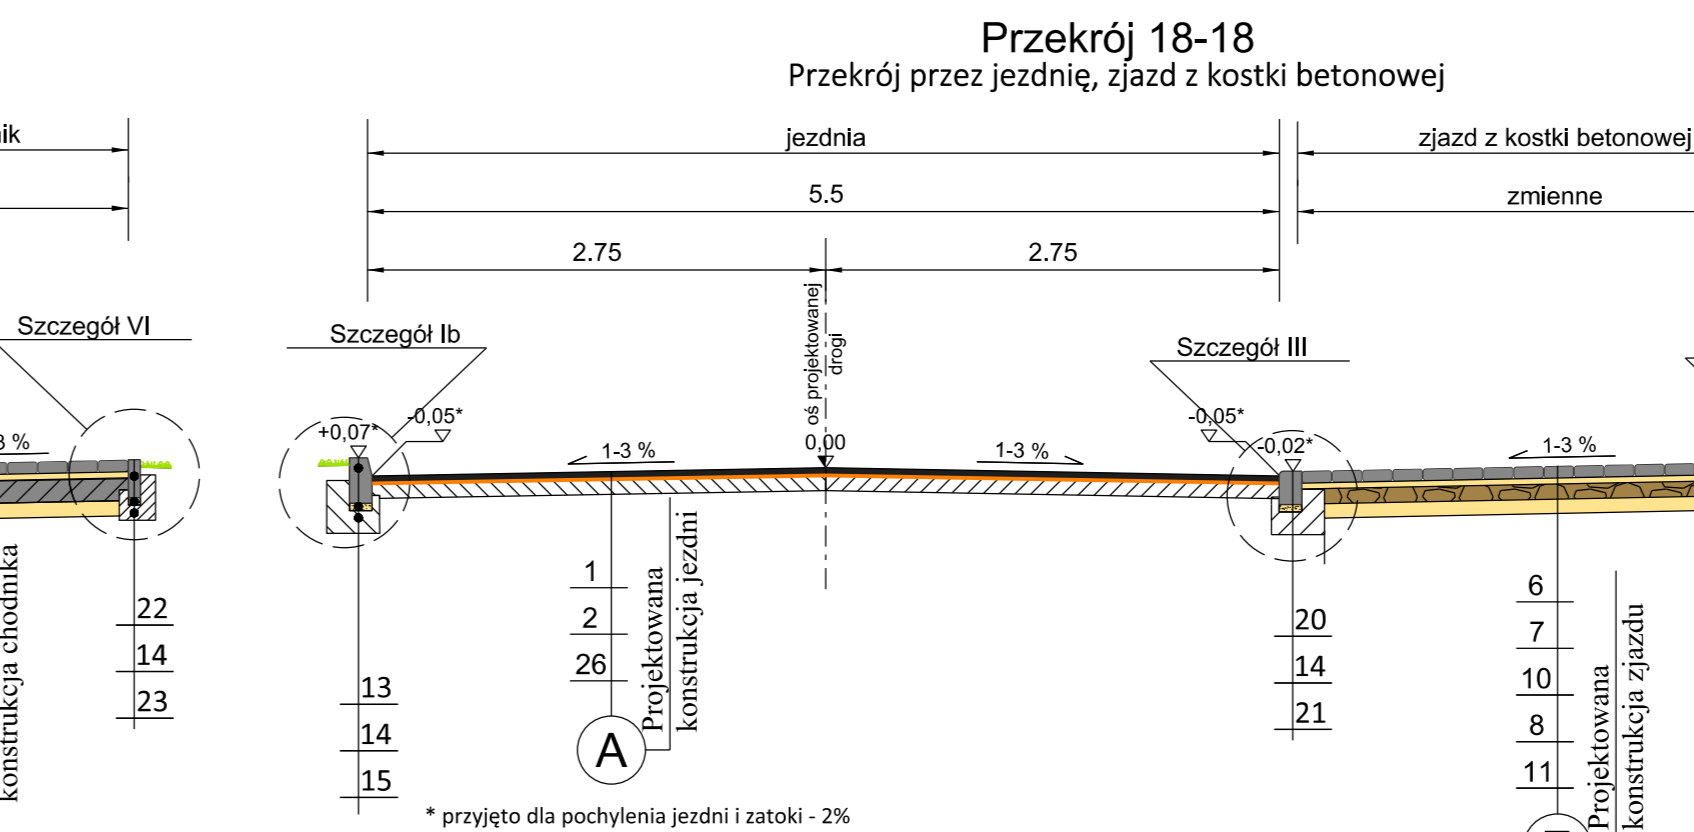 Przekrój 18-18
Przekrój przez jezdnię, zjazd z kostki betonowej
jezdnia
zjazd z kostki betonowej
5.5
zmienne
2.75
2.75
oś projektowanej
drogi
Szczegół VI
Szczegół Ib
Szczegół III
+0,07*
-0,05*
0,00
-0,05*
-0,02*
%
1-3 %
1-3 %
1-3 %
konstrukcja chodnika
22
14
23
13
14
15
1
2
26
A
Projektowana
konstrukcja jezdni
20
14
21
6
7
10
8
11
Projektowana
konstrukcja zjazdu
* przyjęto dla pochylenia jezdni i zatoki - 2%